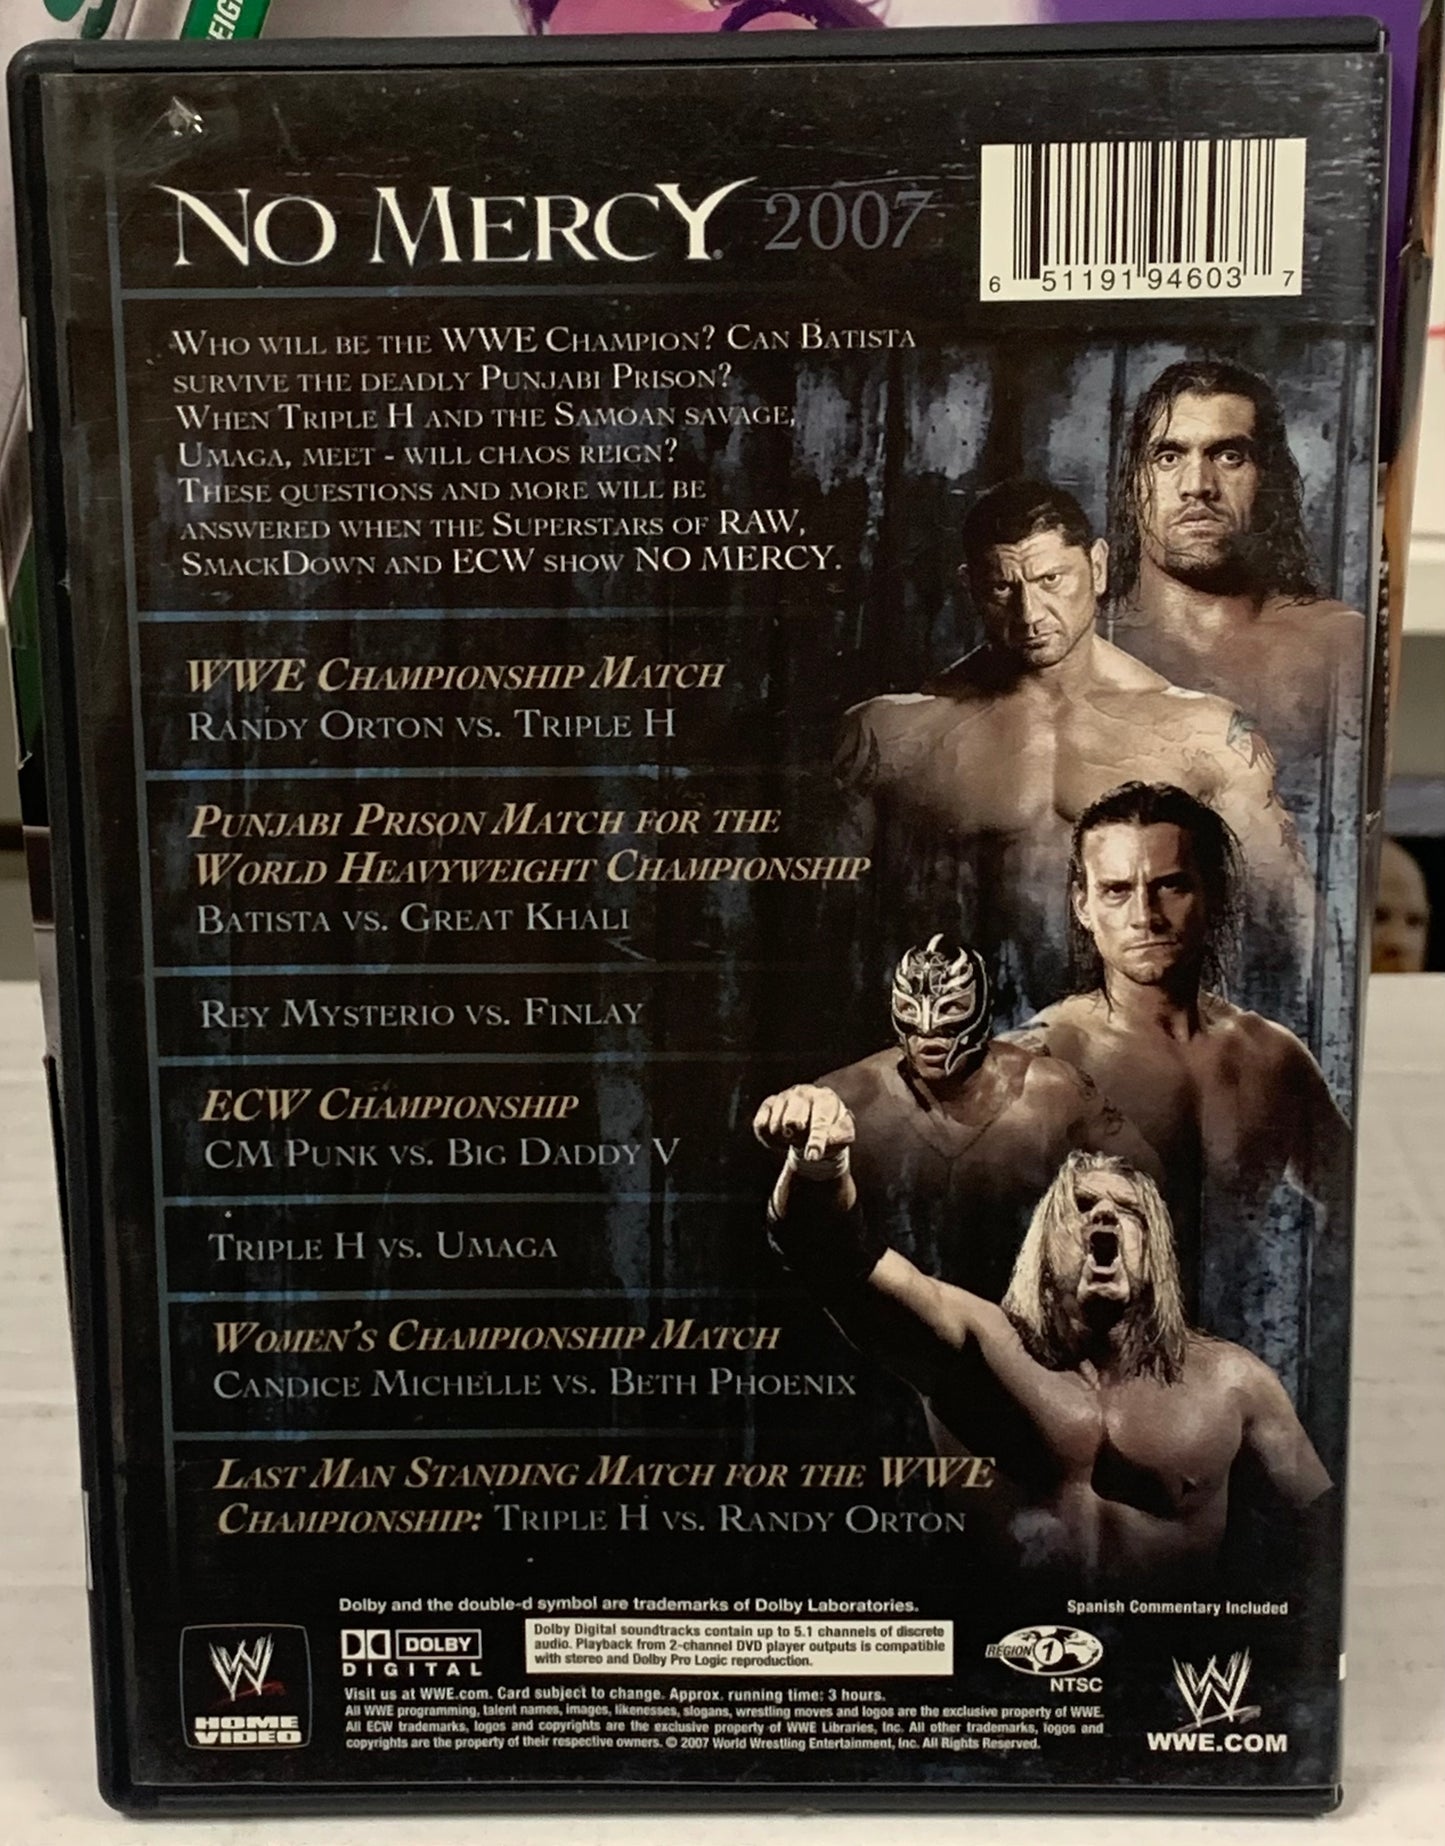 EIG
NO MERCY 2007
6 51191 94603 7
WHO WILL BE THE WWE CHAMPION? CAN BATISTA
SURVIVE THE DEADLY PUNJABI PRISON?
WHEN TRIPLE H AND THE SAMOAN SAVAGE,
UMAGA, MEET - WILL CHAOS REIGN?
THESE QUESTIONS AND MORE WILL BE
ANSWERED WHEN THE SUPERSTARS OF RAW,
SMACKDOWN AND ECW SHOW NO MERCY.
WWE CHAMPIONSHIP MATCH
RANDY ORTON VS. TRIPLE H
PUNJABI PRISON MATCH FOR THE
WORLD HEAVYWEIGHT CHAMPIONSHIP
BATISTA VS. GREAT KHALI
REY MYSTERIO VS. FINLAY
ECW CHAMPIONSHIP
CM PUNK VS. BIG DADDY V
TRIPLE H VS. UMAGA
WOMEN'S CHAMPIONSHIP MATCH
CANDICE MICHELLE VS. BETH PHOENIX
LAST MAN STANDING MATCH FOR THE WWE
CHAMPIONSHIP: TRIPLE H VS. RANDY ORTON
Dolby and the double-d symbol are trademarks of Dolby Laboratories.
Spanish Commentary Included
W
HOME
VIDEO
DOLBY
DIGITAL
Dolby Digital soundtracks contain up to 5.1 channels of discrete
audio. Playback from 2-channel DVD player outputs is compatible
with stereo and Dolby Pro Logic reproduction.
REGION 1
NTSC
W
WWE.COM
Visit us at WWE.com. Card subject to change. Approx. running time: 3 hours.
All WWE programming, talent names, images, likenesses, slogans, wrestling moves and logos are the exclusive property of WWE.
All ECW trademarks, logos and copyrights are the exclusive property of WWE Libraries, Inc. All other trademarks, logos and
copyrights are the property of their respective owners. © 2007 World Wrestling Entertainment, Inc. All Rights Reserved.